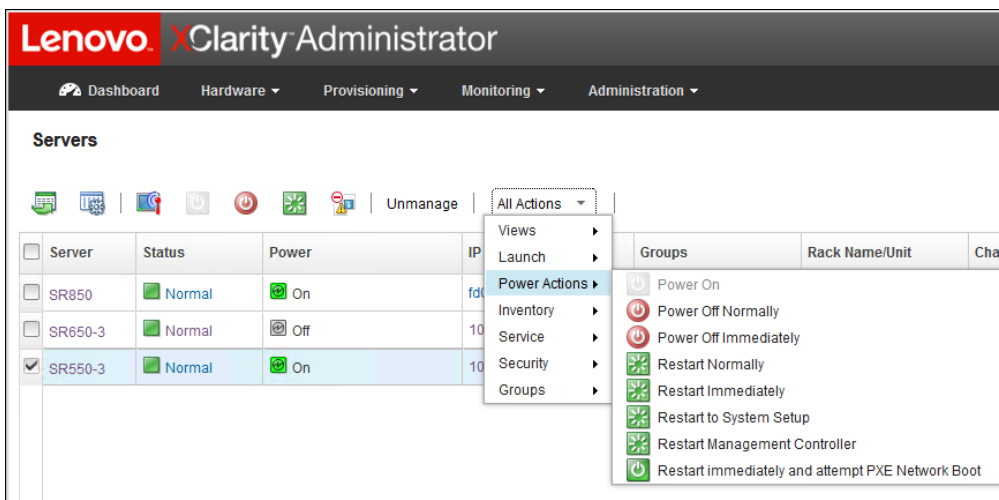 Lenovo. XClarity Administrator
Dashboard Hardware Provisioning Monitoring Administration
Servers
Unmanage All Actions
Server Status Power IP Groups Rack Name/Unit Cha
SR850 Normal On fd0
SR650-3 Normal Off 10
SR550-3 Normal On 10
Views
Launch
Power Actions
Inventory
Service
Security
Groups
Power On
Power Off Normally
Power Off Immediately
Restart Normally
Restart Immediately
Restart to System Setup
Restart Management Controller
Restart immediately and attempt PXE Network Boot